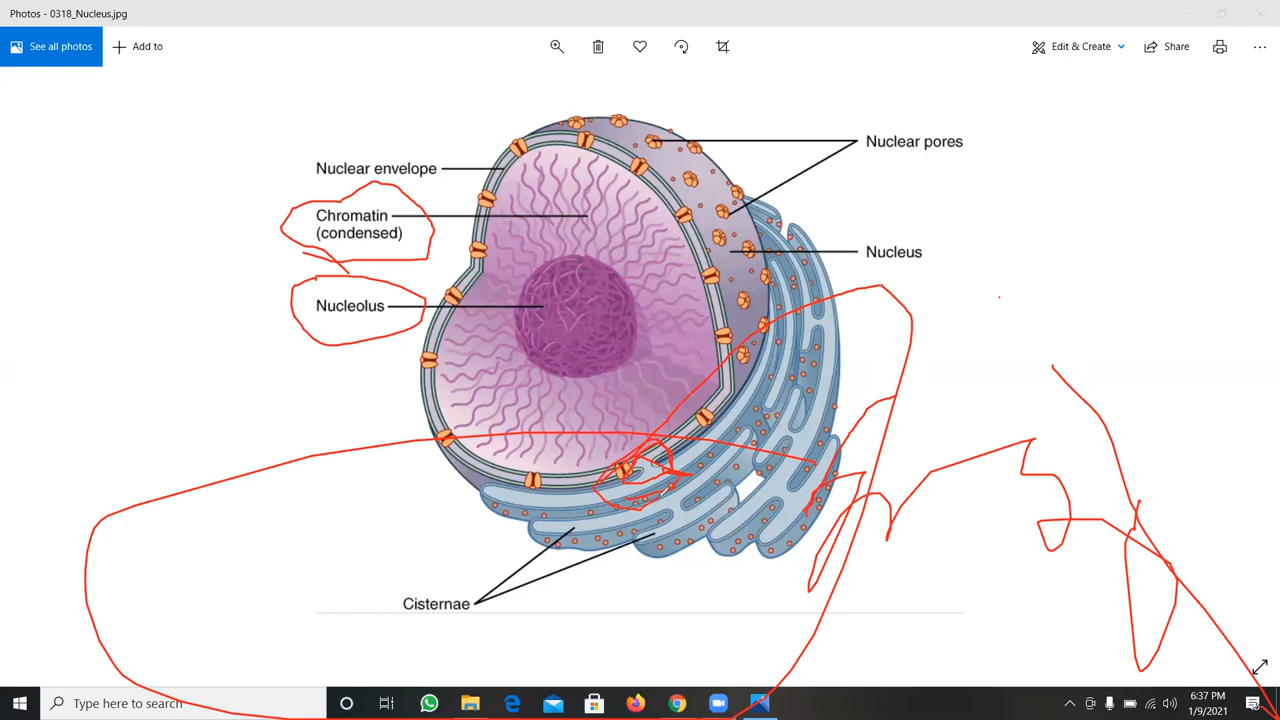 Photos - 0318_Nucleus.jpg
See all photos
Add to
Edit & Create
Share
Nuclear envelope
Chromatin
(condensed)
Nucleolus
Nuclear pores
Nucleus
Cisternae
Type here to search
6:37 PM
1/9/2021